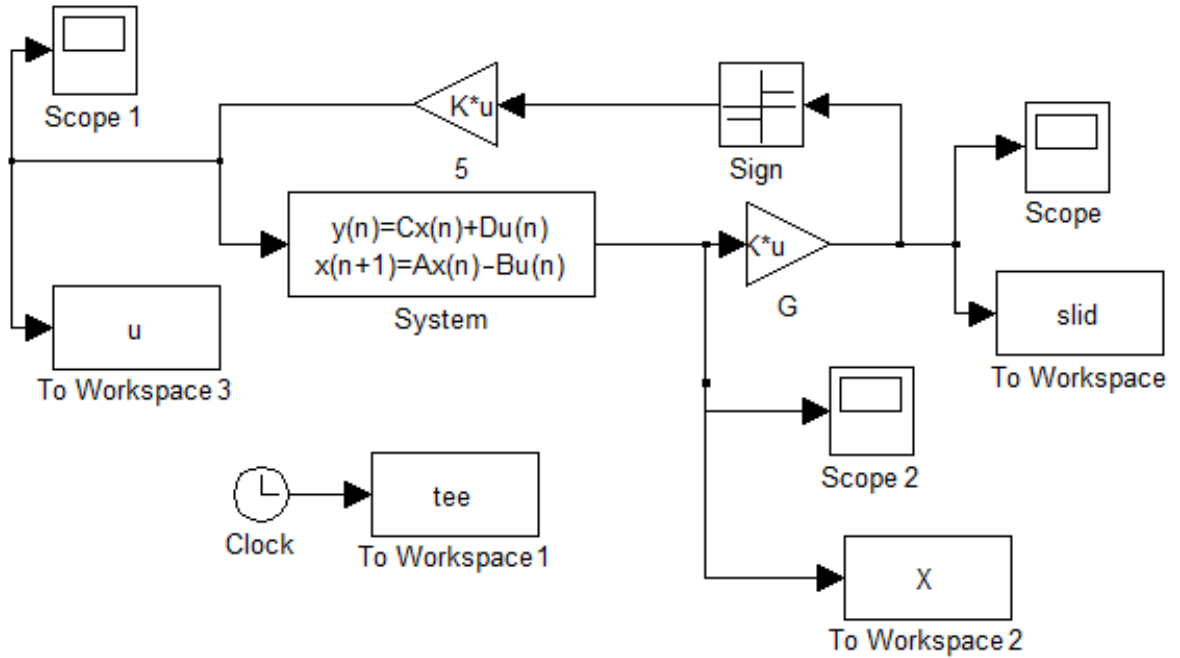 Scope 1
K*u
5
Sign
Scope
y(n)=Cx(n)+Du(n)
x(n+1)=Ax(n)−Bu(n)
System
K*u
G
slid
To Workspace
u
To Workspace 3
Scope 2
Clock
tee
To Workspace 1
X
To Workspace 2